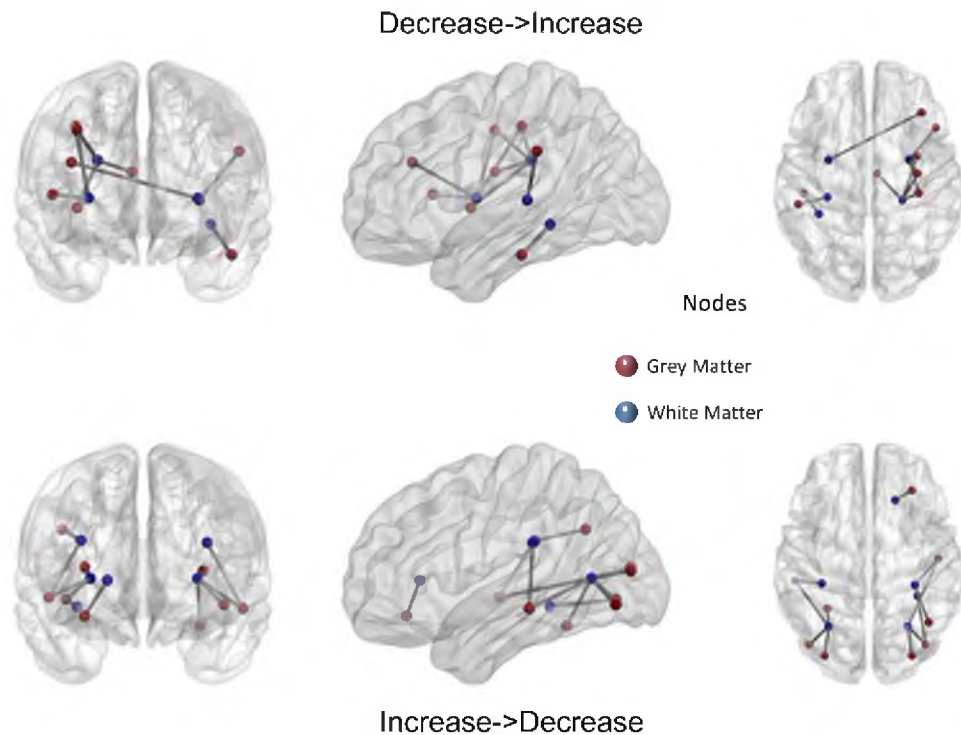 Decrease->Increase
Nodes
Grey Matter
White Matter
Increase->Decrease